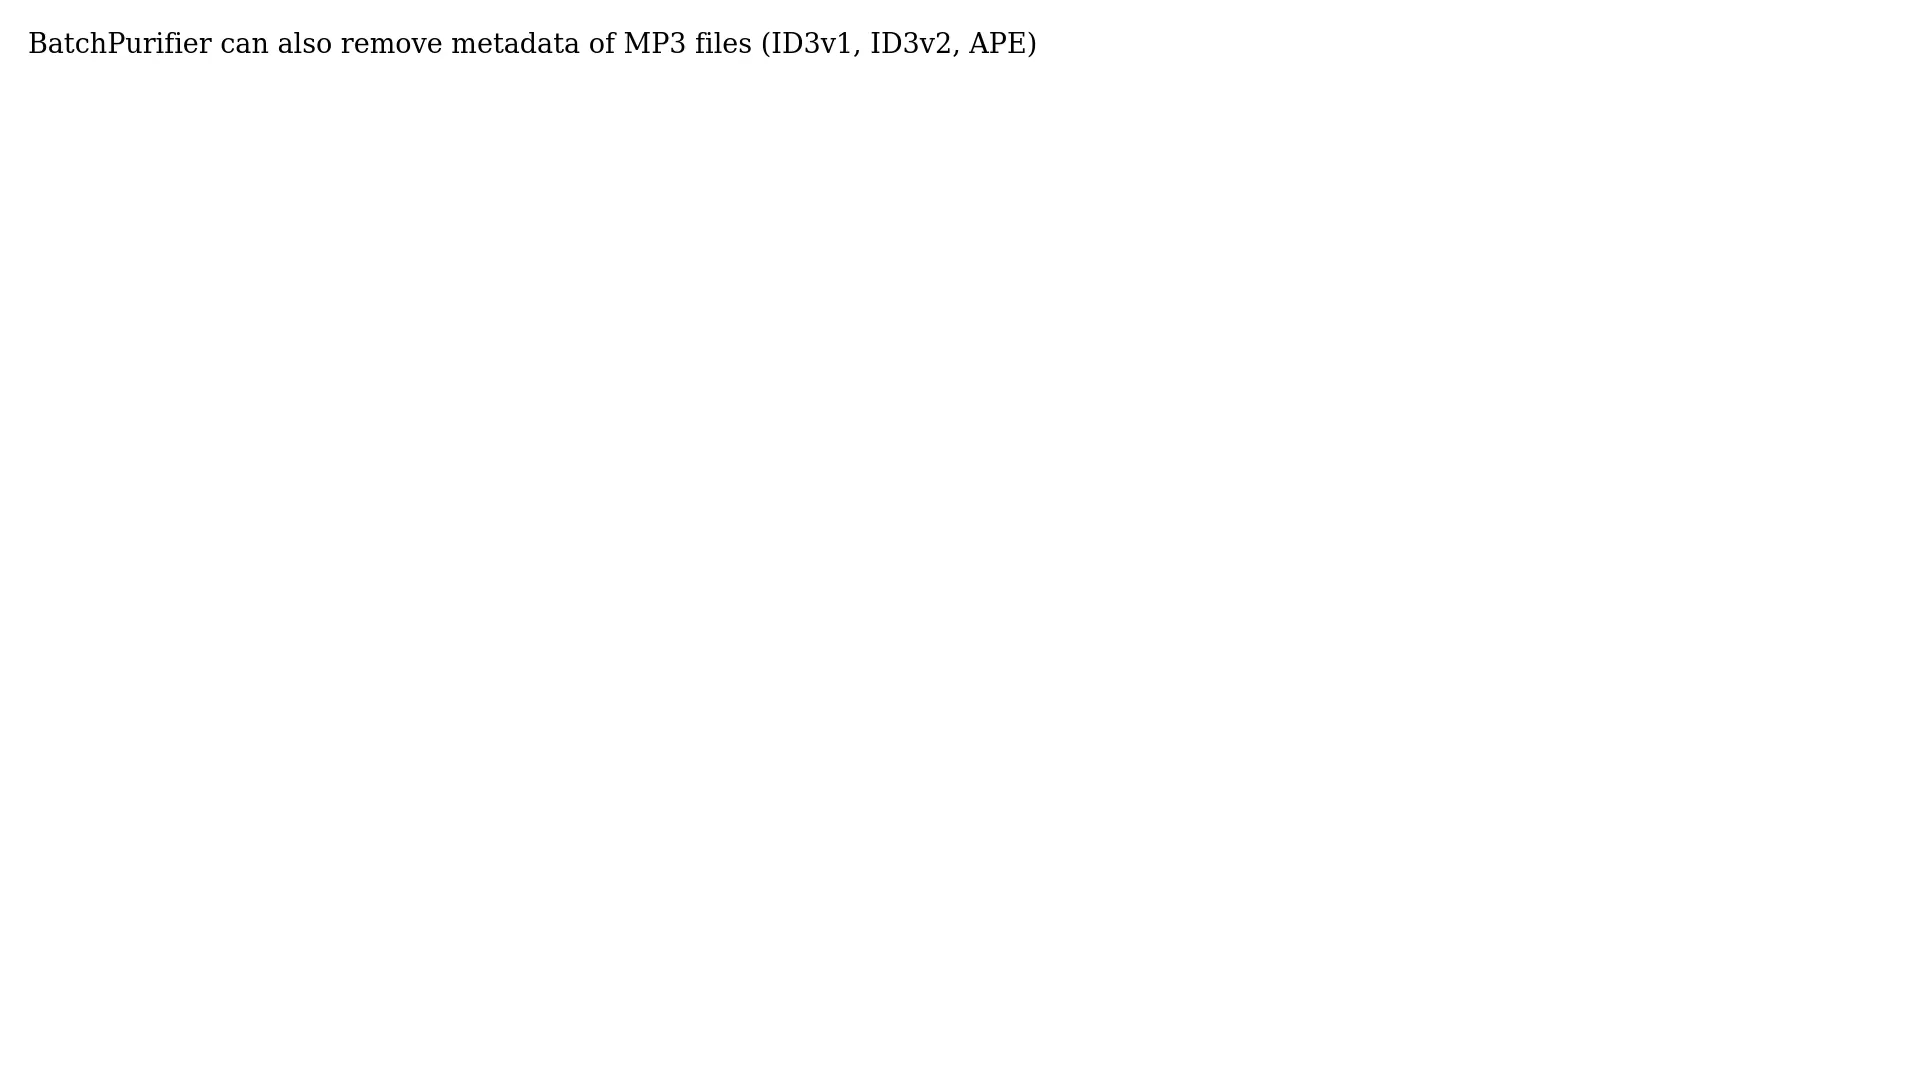 BatchPurifier can also remove metadata of MP3 files (ID3v1, ID3v2, APE)